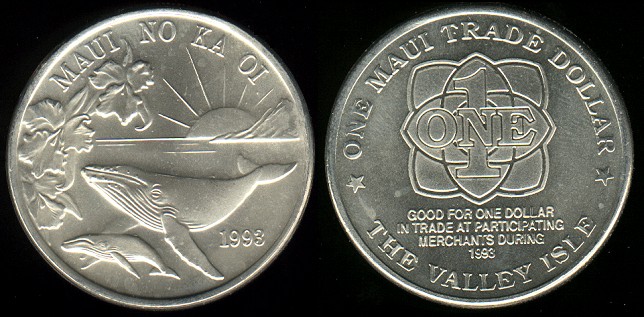 MAUI NO KA OI
1993
ONE MAUI TRADE DOLLAR
1
ONE
GOOD FOR ONE DOLLAR
IN TRADE AT PARTICIPATING
MERCHANTS DURING
1993
THE VALLEY ISLE